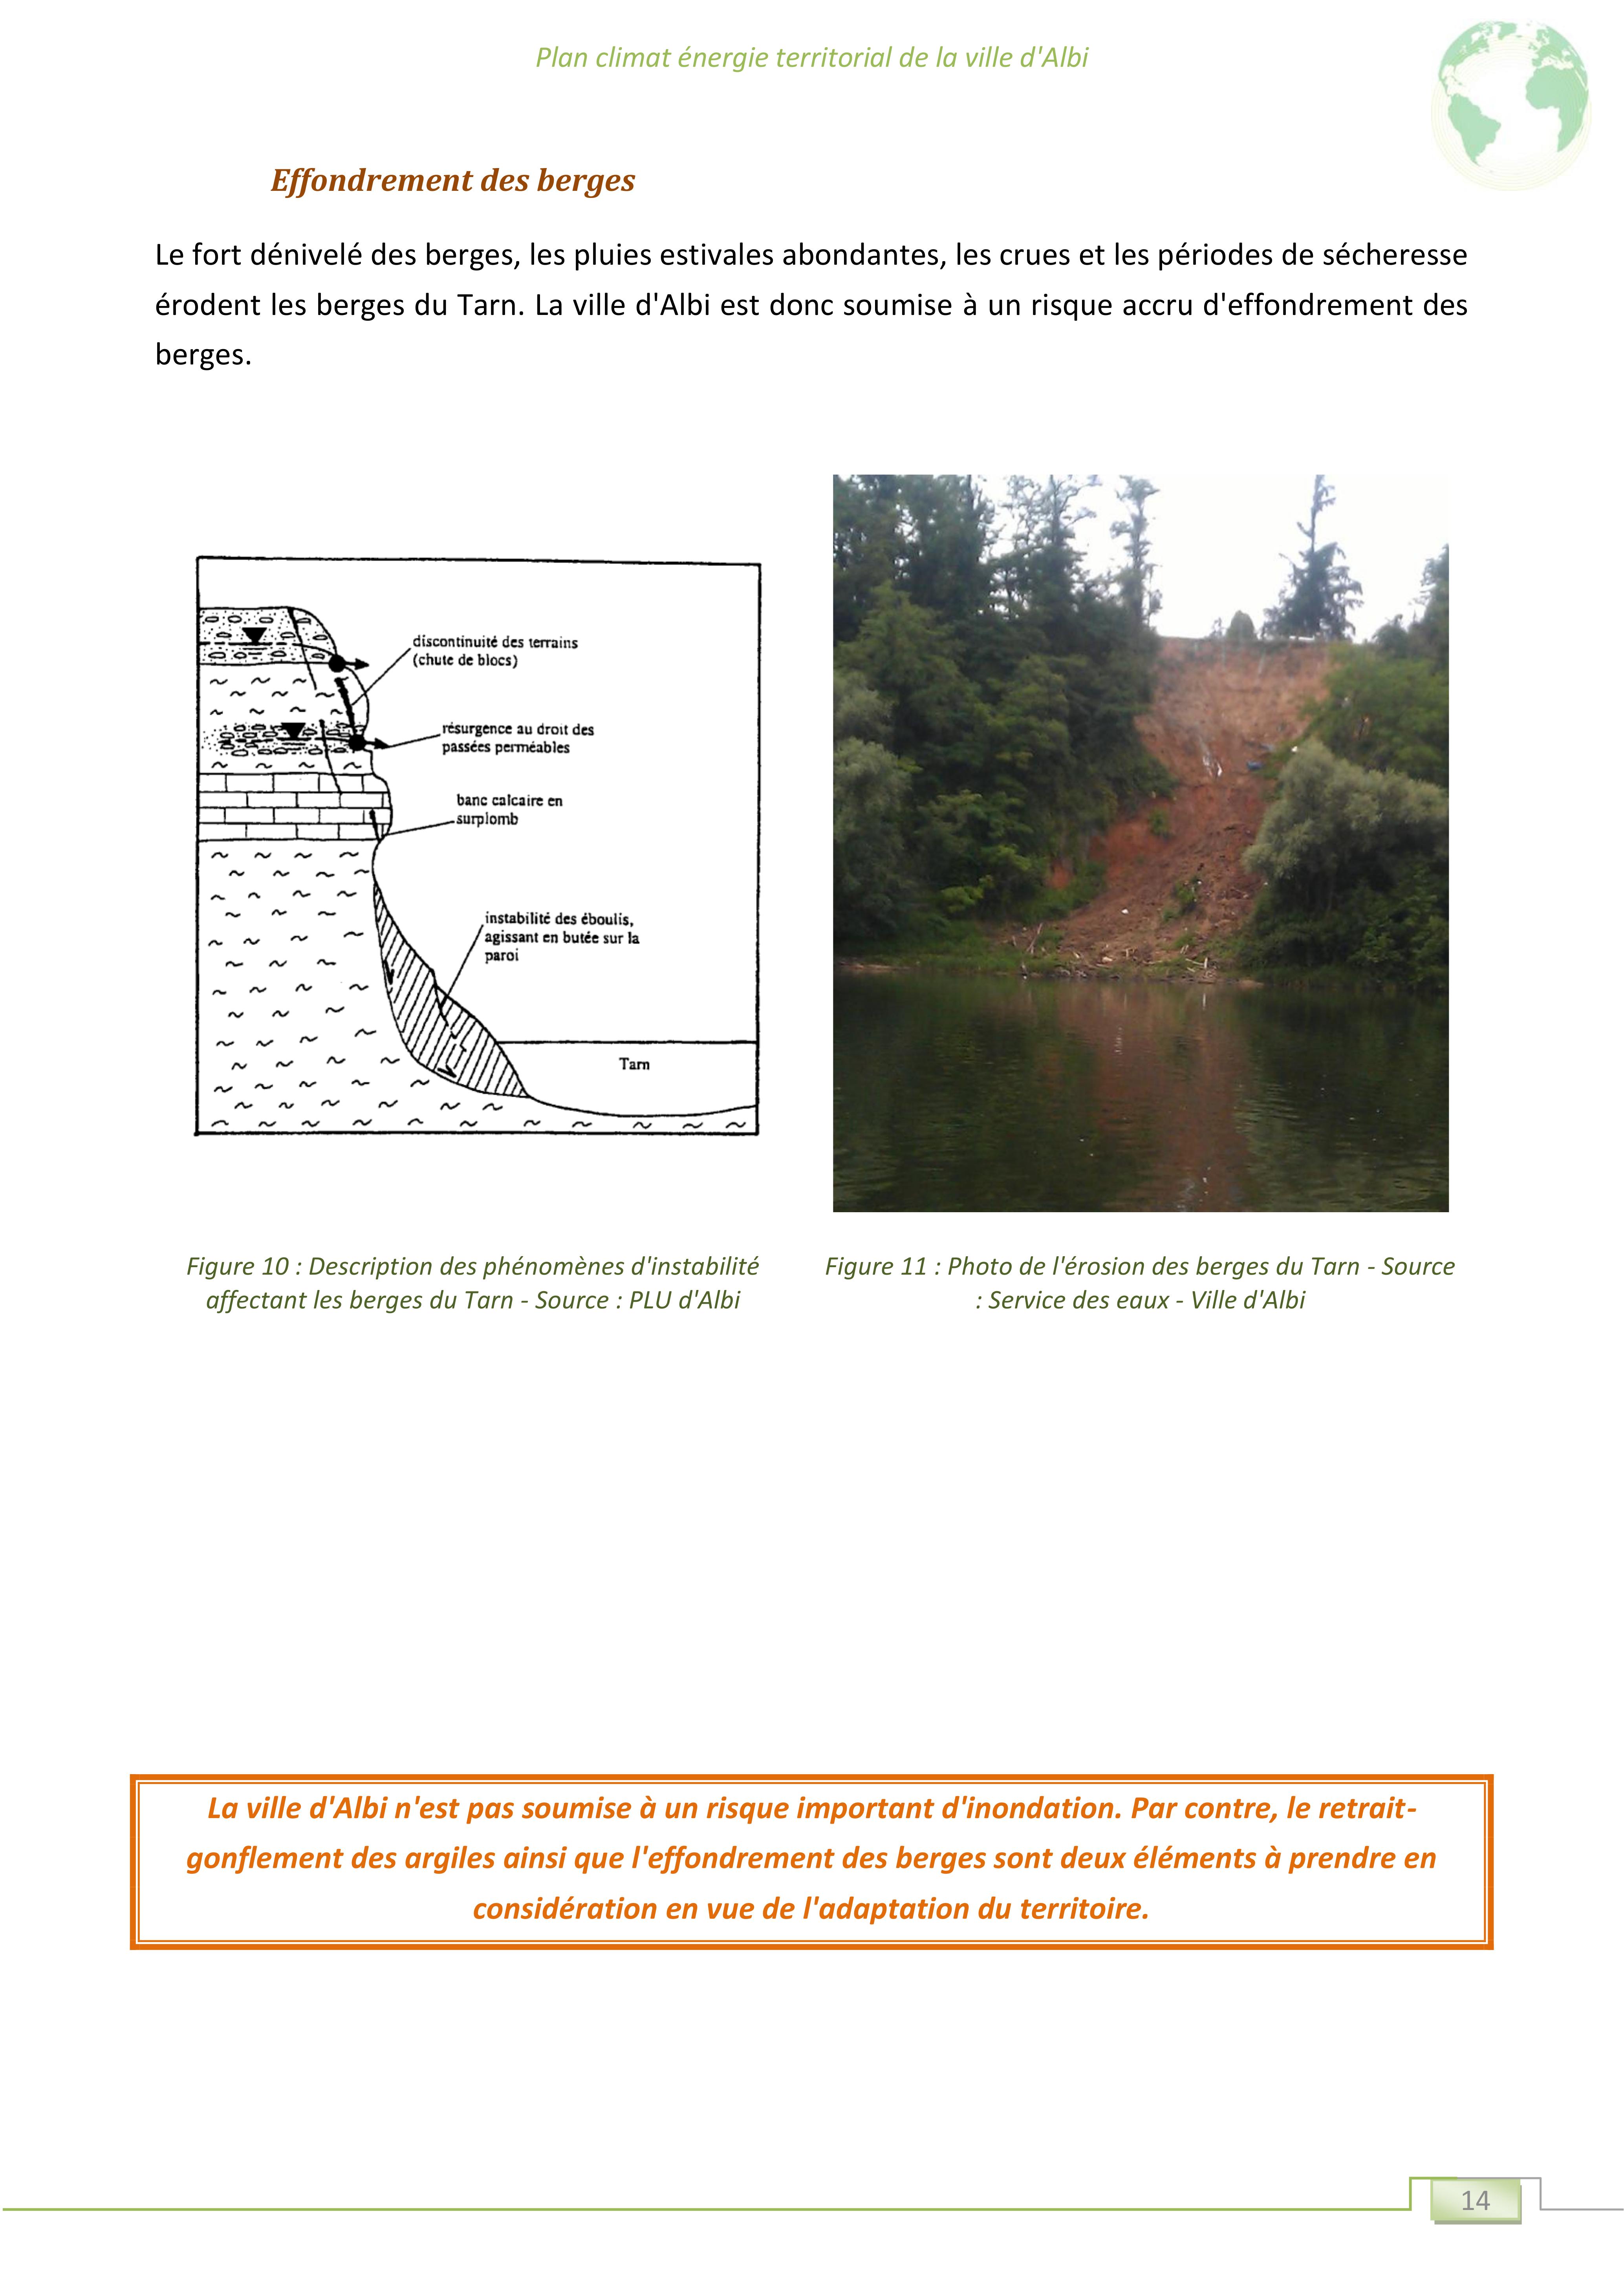 Plan climat énergie territorial de la ville d'Albi
Effondrement des berges
Le fort dénivelé des berges, les pluies estivales abondantes, les crues et les périodes de sécheresse
érodent les berges du Tarn. La ville d'Albi est donc soumise à un risque accru d'effondrement des
berges.
discontinuité des terrains
(chute de blocs)
résurgence au droit des
passées perméables
banc calcaire en
surplomb
instabilité des éboulis,
agissant en butée sur la
paroi
Tarn
Figure 10 : Description des phénomènes d'instabilité
affectant les berges du Tarn - Source : PLU d'Albi
Figure 11 : Photo de l'érosion des berges du Tarn - Source
: Service des eaux - Ville d'Albi
La ville d'Albi n'est pas soumise à un risque important d'inondation. Par contre, le retrait-
gonflement des argiles ainsi que l'effondrement des berges sont deux éléments à prendre en
considération en vue de l'adaptation du territoire.
14